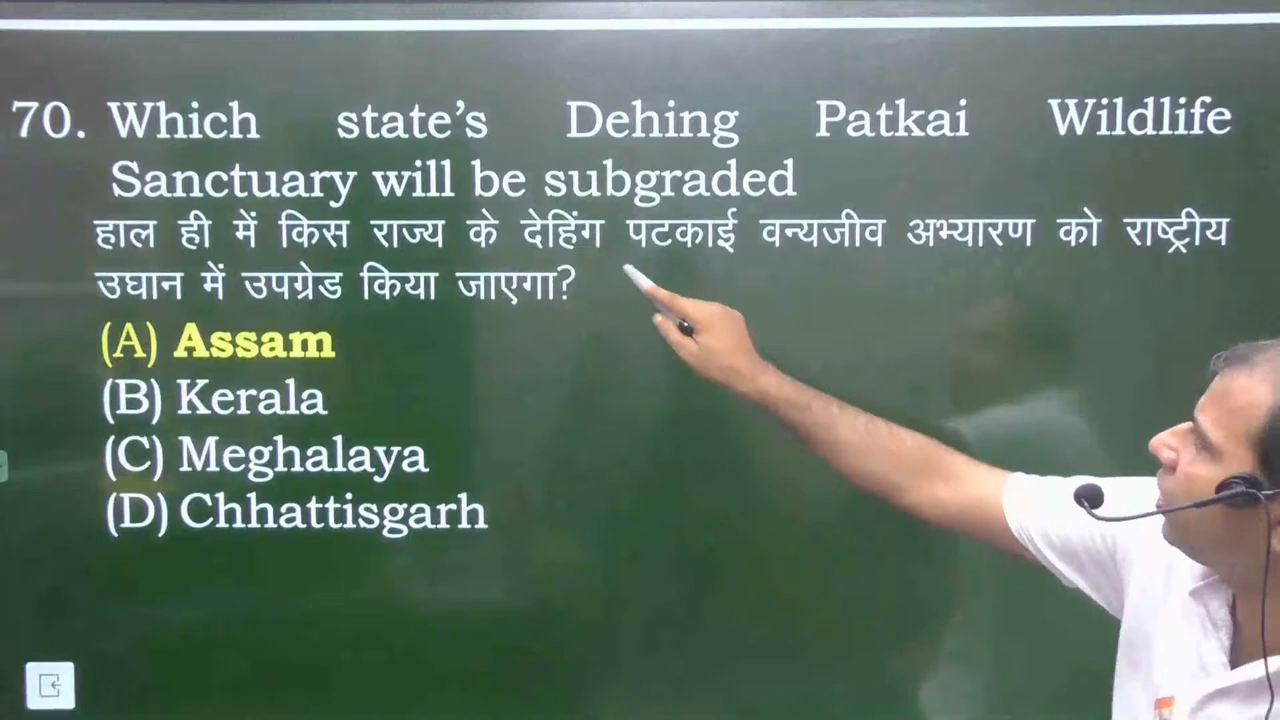 70. Which state’s Dehing Patkai Wildlife
Sanctuary will be subgraded
हाल ही में किस राज्य के देहिंग पटकाई वन्यजीव अभ्यारण को राष्ट्रीय
उघान में उपग्रेड किया जाएगा?
(A) Assam
(B) Kerala
(C) Meghalaya
(D) Chhattisgarh